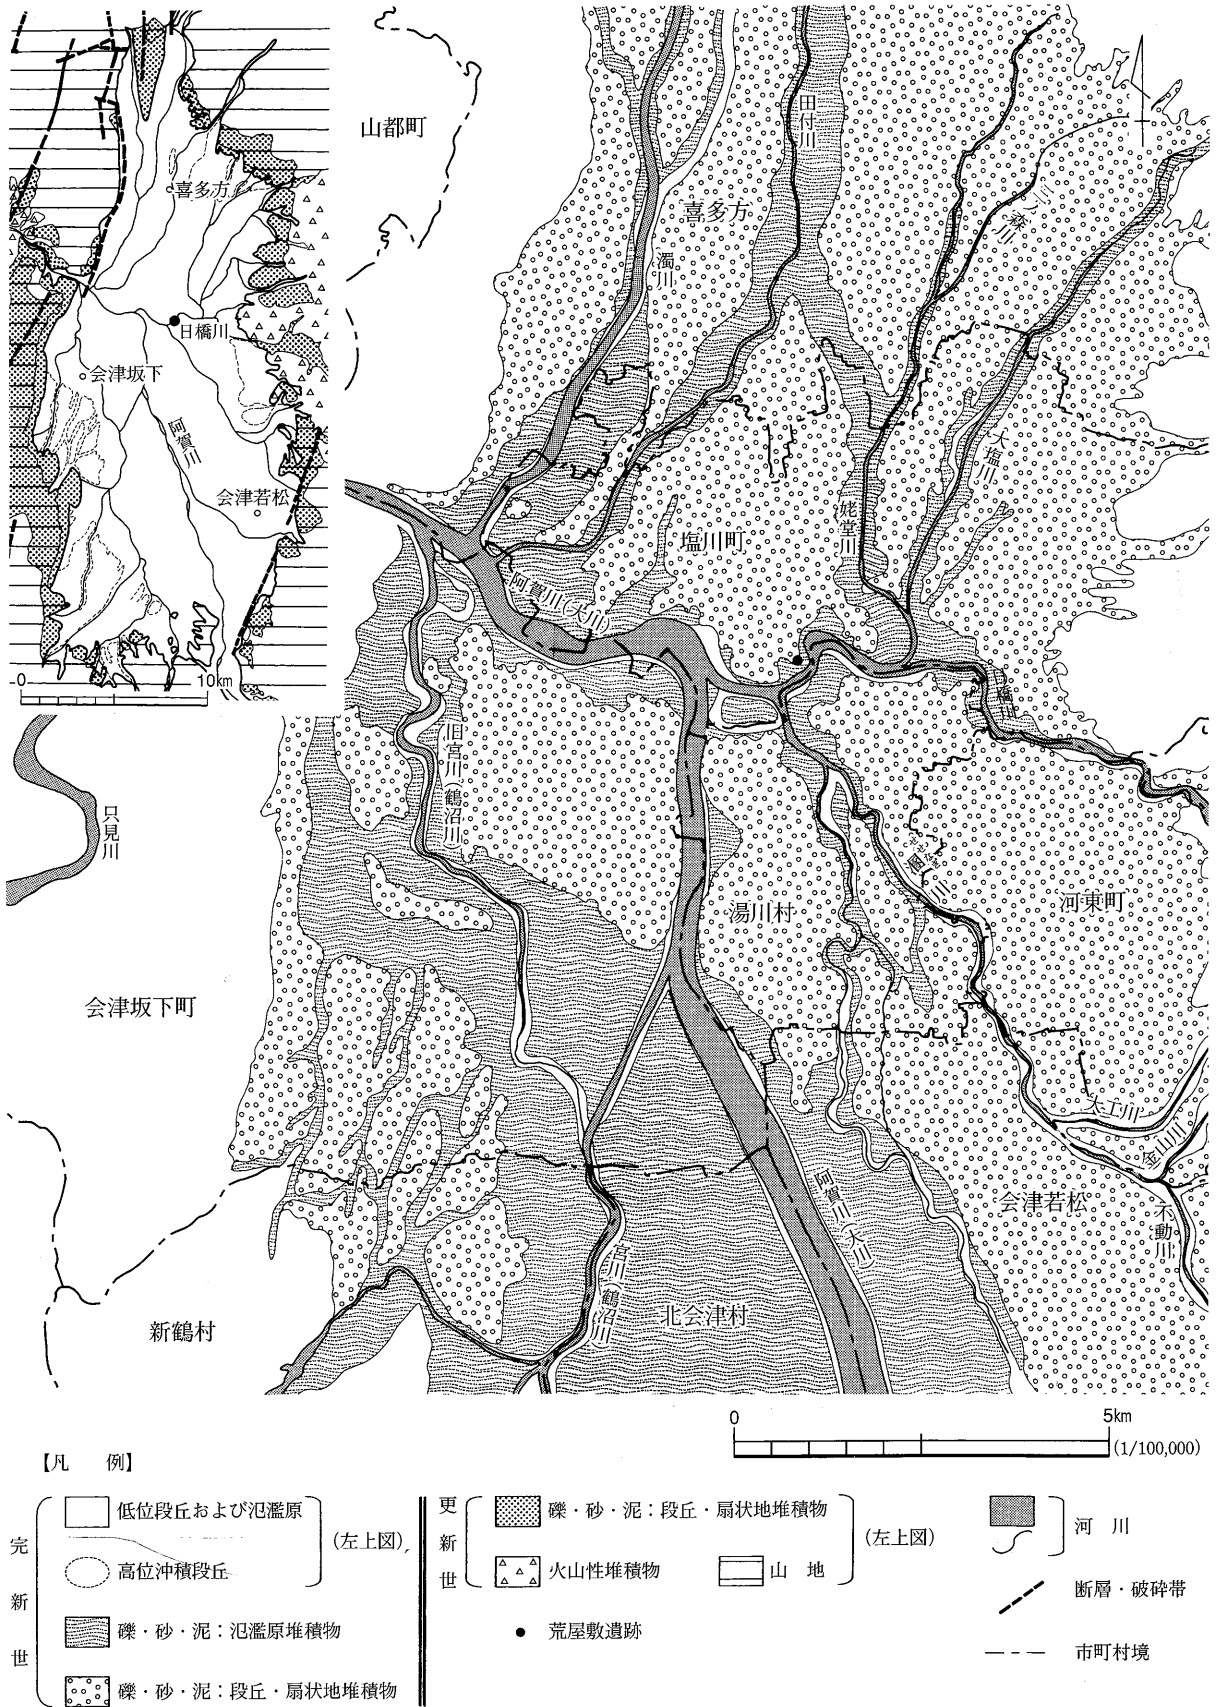 喜多方
日橋川
会津坂下
阿賀川
会津若松
0
10km
山都町
田付川
喜多方
濁川
三ノ森川
大塩川
姥堂川
塩川町
阿賀川(大川)
日橋川
旧宮川(鶴沼川)
只見川
湯川村
河東町
会津坂下町
大工川
金山川
不動川
会津若松
阿賀川(大川)
宮川(鶴沼川)
北会津村
新鶴村
0
5km
(1/100,000)
【凡 例】
完新世
低位段丘および氾濫原
高位沖積段丘
(左上図)
礫・砂・泥:氾濫原堆積物
礫・砂・泥:段丘・扇状地堆積物
更新世
礫・砂・泥:段丘・扇状地堆積物
火山性堆積物
山 地
(左上図)
荒屋敷遺跡
河 川
断層・破砕帯
市町村境